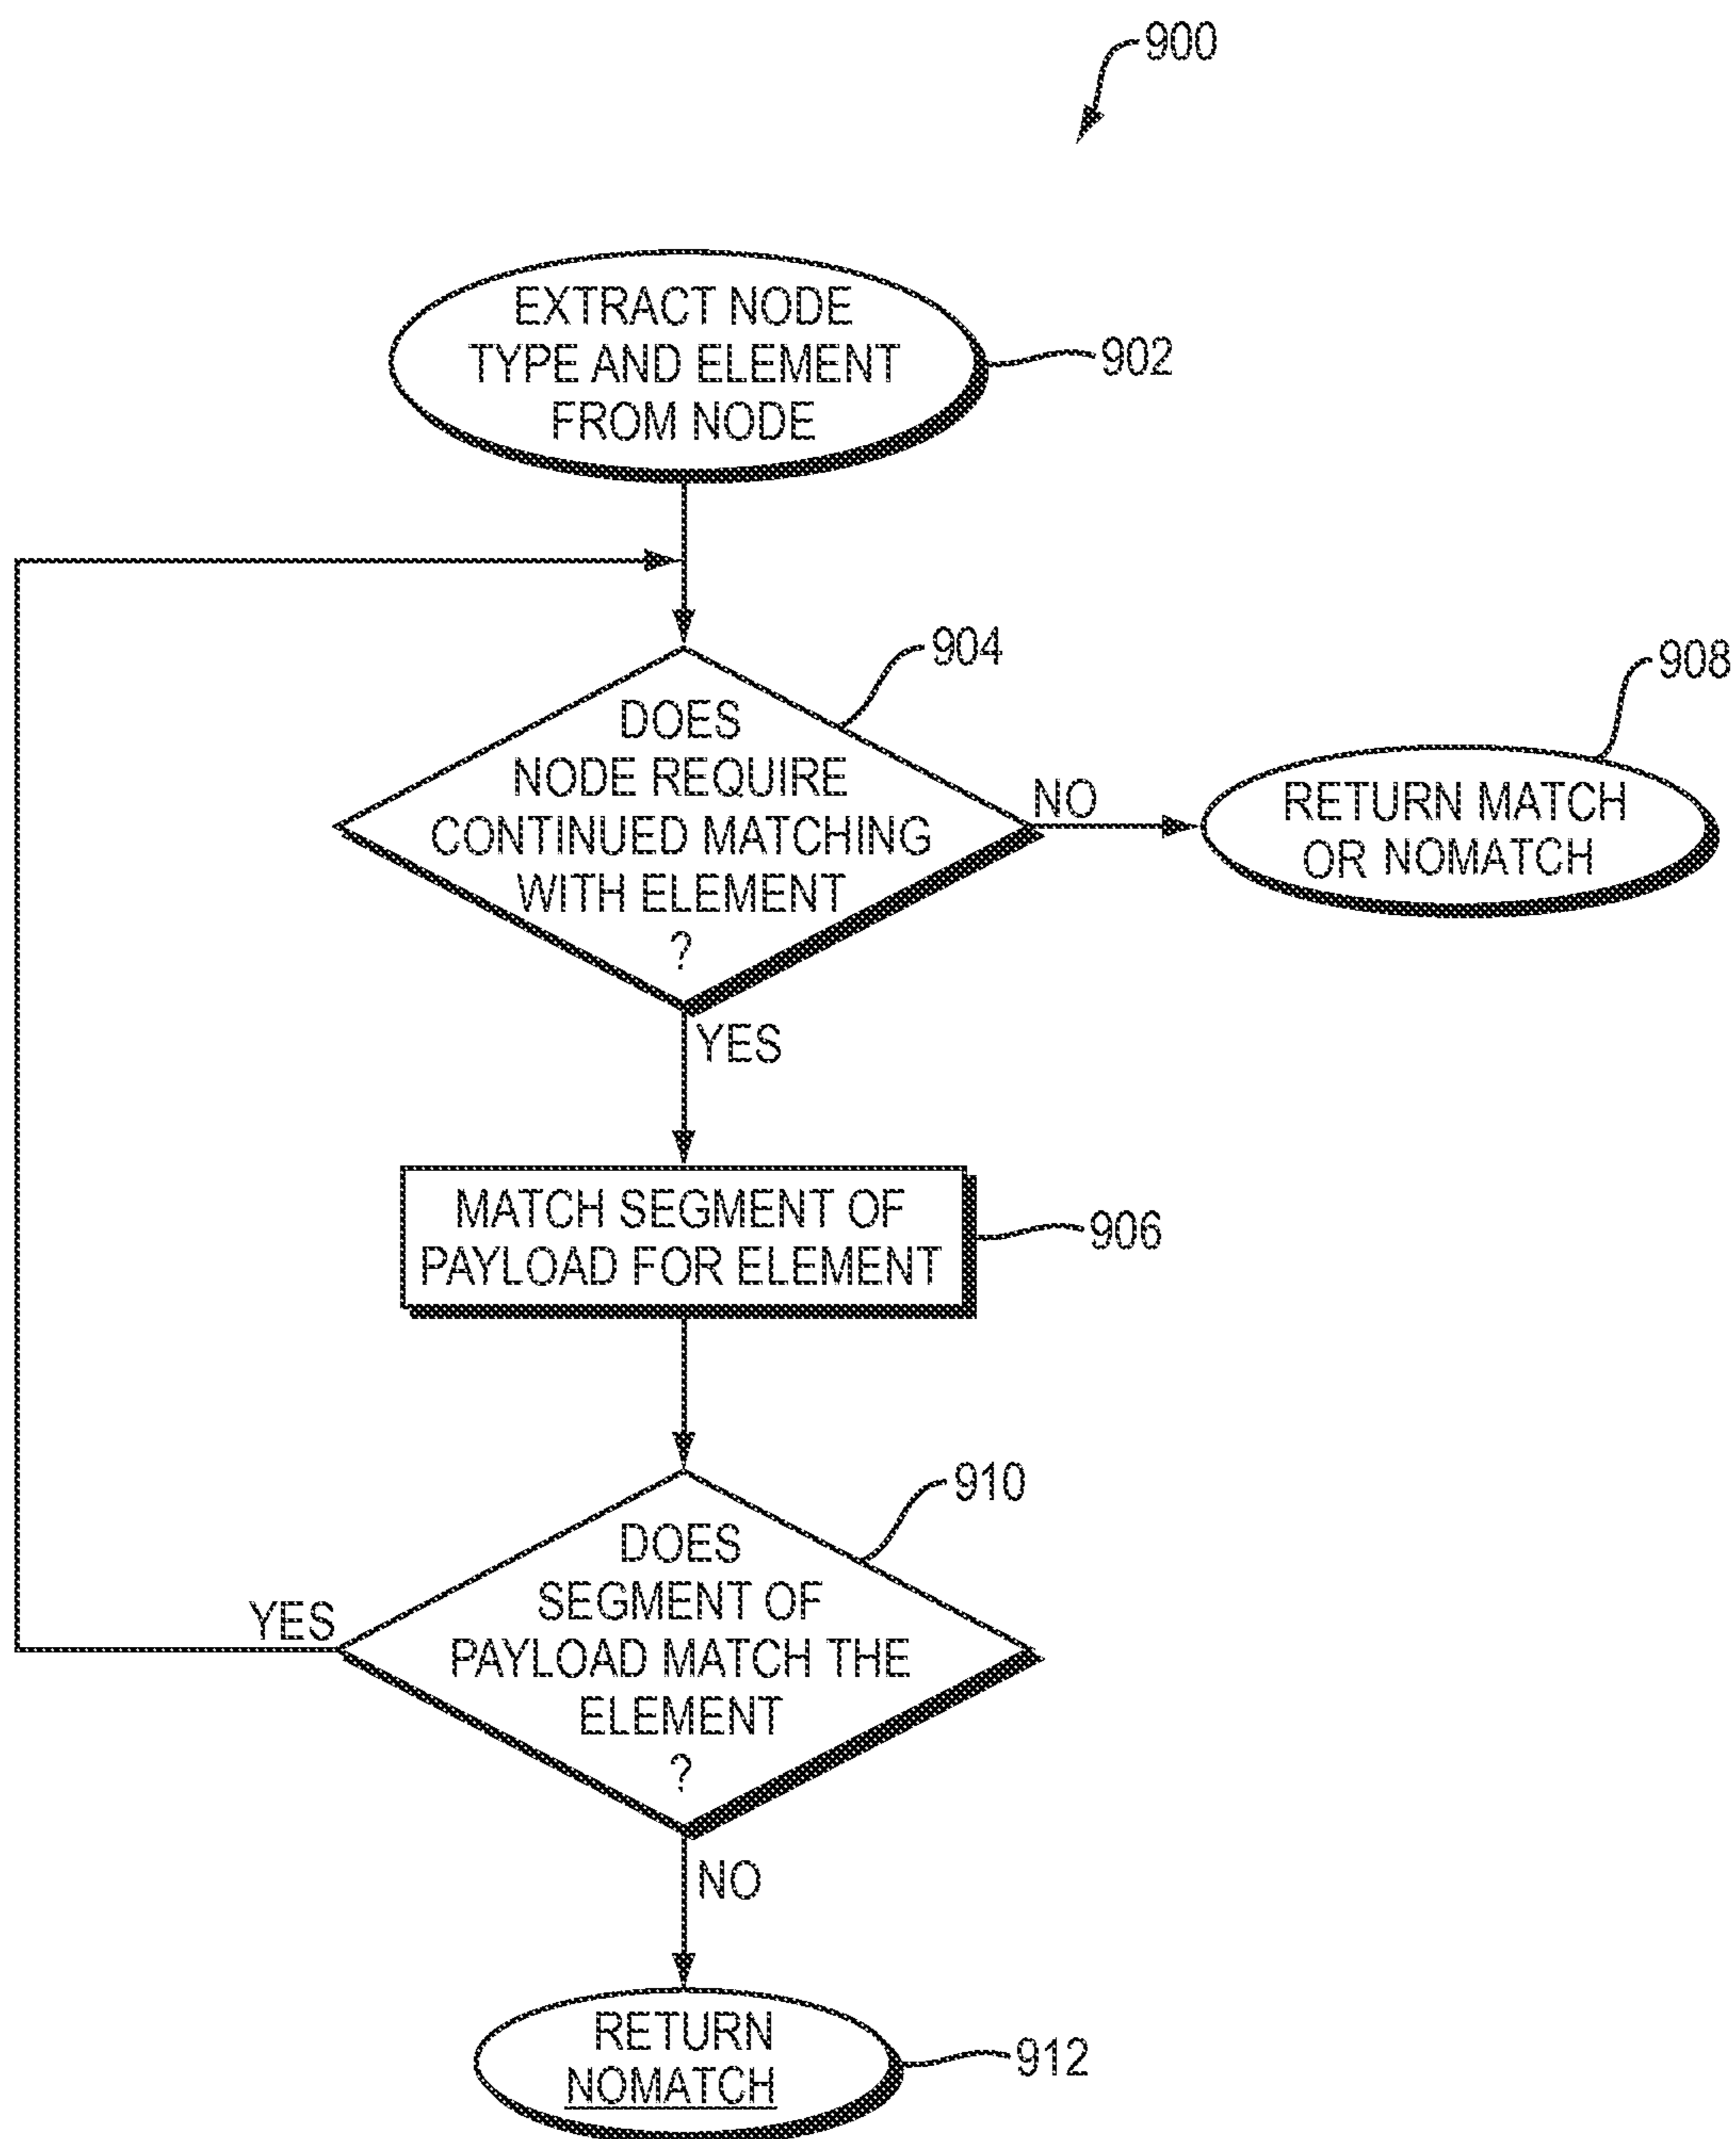 900
EXTRACT NODE
TYPE AND ELEMENT
FROM NODE
902
904
DOES
NODE REQUIRE
CONTINUED MATCHING
WITH ELEMENT
?
NO
908
RETURN MATCH
OR NOMATCH
YES
MATCH SEGMENT OF
PAYLOAD FOR ELEMENT
906
910
DOES
SEGMENT OF
PAYLOAD MATCH THE
ELEMENT
?
YES
NO
RETURN
NOMATCH
912